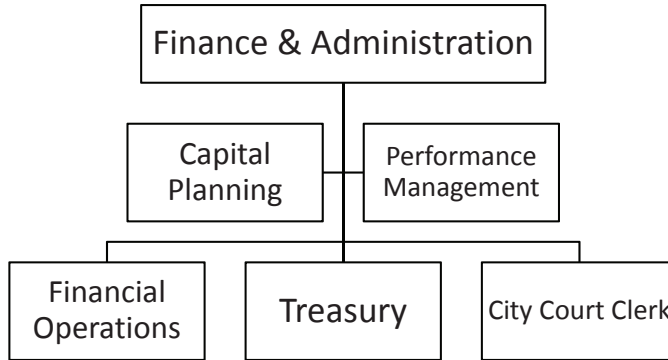 Finance & Administration
Capital
Planning
Performance
Management
Financial
Operations
Treasury
City Court Clerk